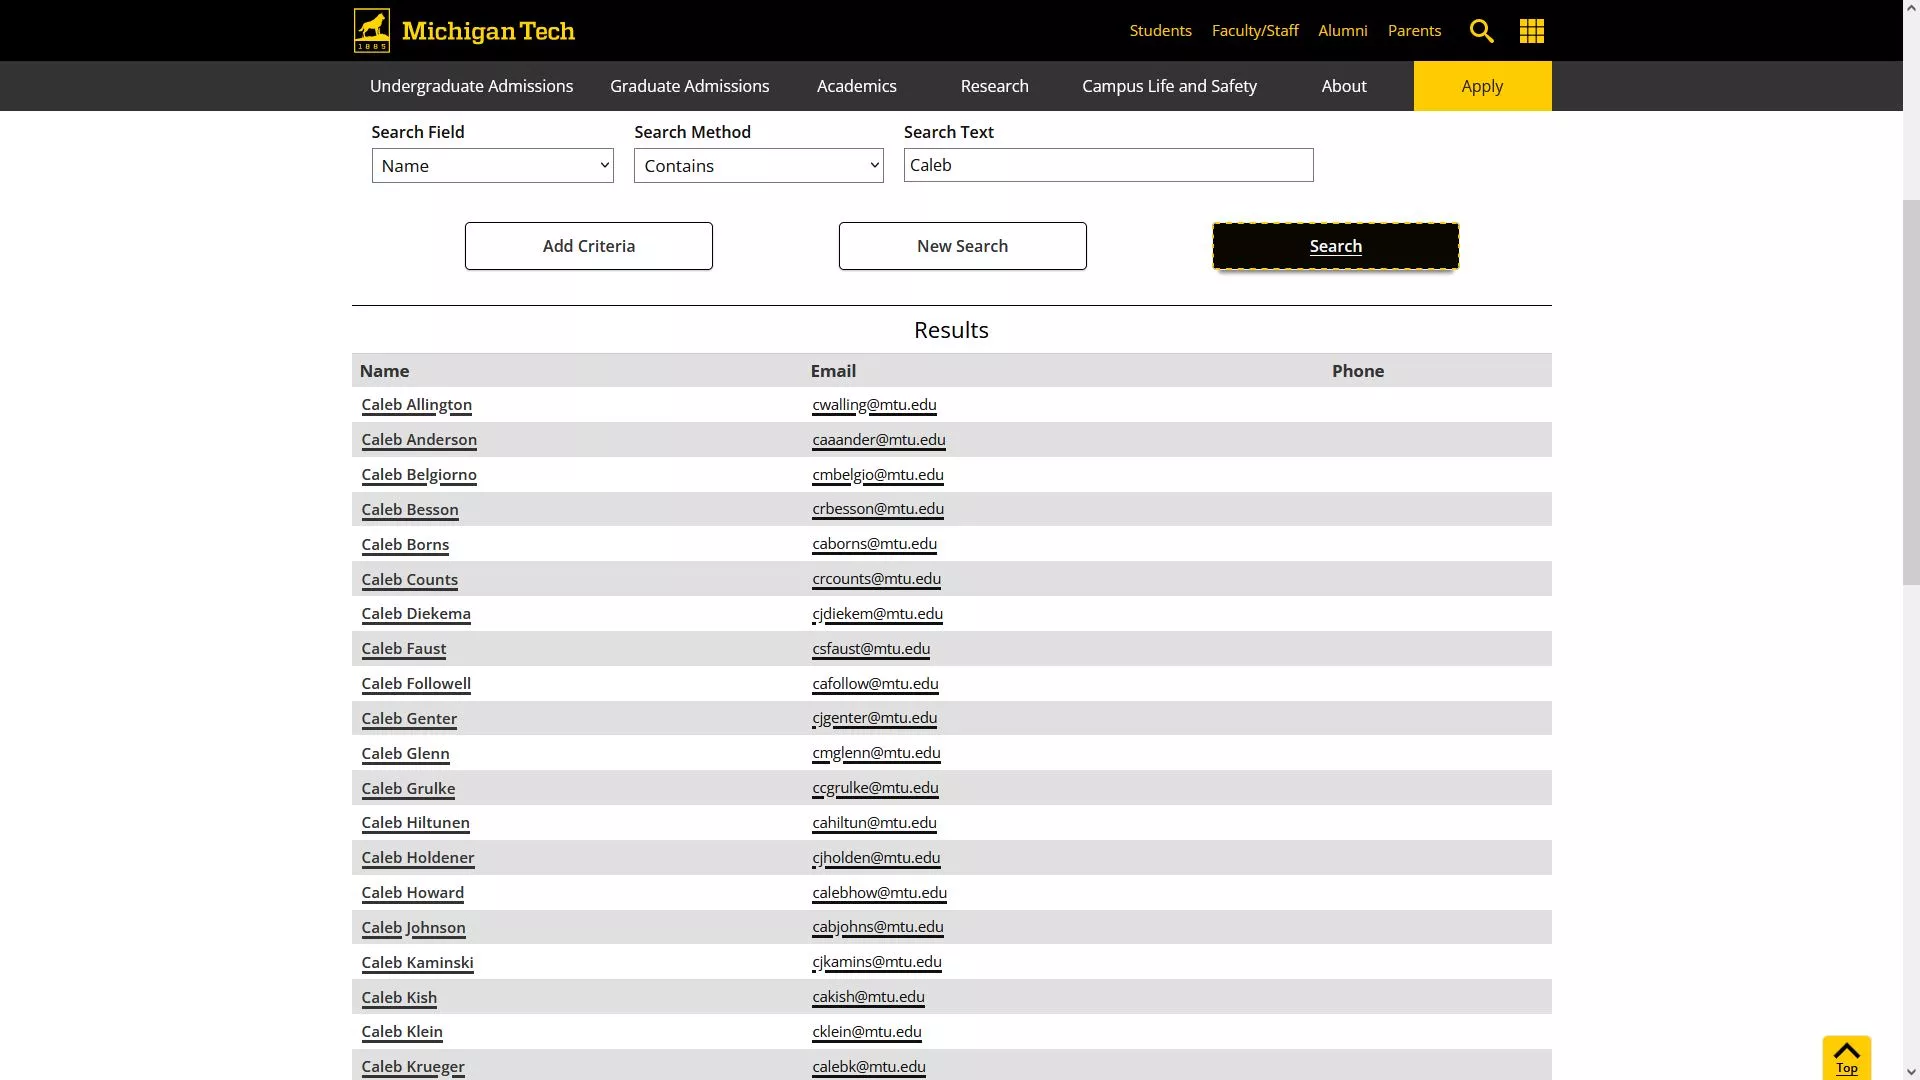 Michigan Tech
1885
Students Faculty/Staff Alumni Parents
Undergraduate Admissions Graduate Admissions Academics Research Campus Life and Safety About Apply
Search Field Search Method Search Text
Name Contains Caleb
Add Criteria New Search Search
Results
Name Email Phone
Caleb Allington cwalling@mtu.edu
Caleb Anderson caaander@mtu.edu
Caleb Belgiorno cmbelgio@mtu.edu
Caleb Besson crbesson@mtu.edu
Caleb Borns caborns@mtu.edu
Caleb Counts crcounts@mtu.edu
Caleb Diekema cjdiekem@mtu.edu
Caleb Faust csfaust@mtu.edu
Caleb Followell cafollow@mtu.edu
Caleb Genter cjgenter@mtu.edu
Caleb Glenn cmglenn@mtu.edu
Caleb Grulke ccgrulke@mtu.edu
Caleb Hiltunen cahiltun@mtu.edu
Caleb Holdener cjholden@mtu.edu
Caleb Howard calebhow@mtu.edu
Caleb Johnson cabjohns@mtu.edu
Caleb Kaminski cjkamins@mtu.edu
Caleb Kish cakish@mtu.edu
Caleb Klein cklein@mtu.edu
Caleb Krueger calebk@mtu.edu
Top